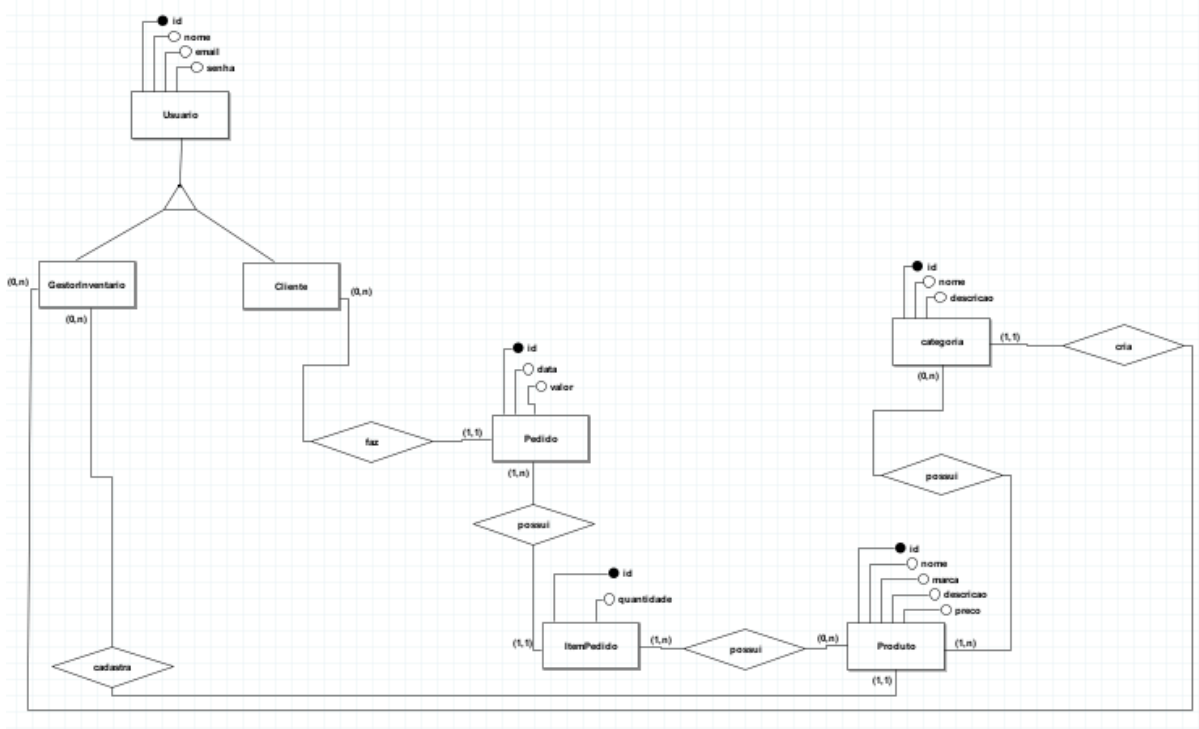 id
nome
email
senha
Usuario
(0,n)
GestorInventario
(0,n)
Cliente
(0,n)
id
nome
descricao
categoria
(1,1)
cria
(0,n)
id
data
valor
Pedido
(1,1)
faz
(1,n)
possui
possui
id
quantidade
(1,1)
ItemPedido
(1,n)
possui
(0,n)
id
nome
marca
descricao
preco
Produto
(1,n)
(1,1)
cadastra